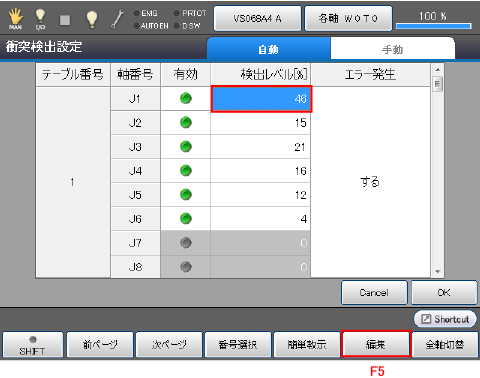 MAN I/O EMG PRTCT VS068A4 A 各軸 W 0 T 0 100 %
AUTOEN DSW
衝突検出設定 自動 手動
テーブル番号 軸番号 有効 検出レベル[%] エラー発生
J1 46
J2 15
J3 21
J4 16
1 する
J5 12
J6 4
J7 0
J8 0
Cancel OK
Shortcut
SHIFT 前ページ 次ページ 番号選択 簡単教示 編集 全軸切替
F5